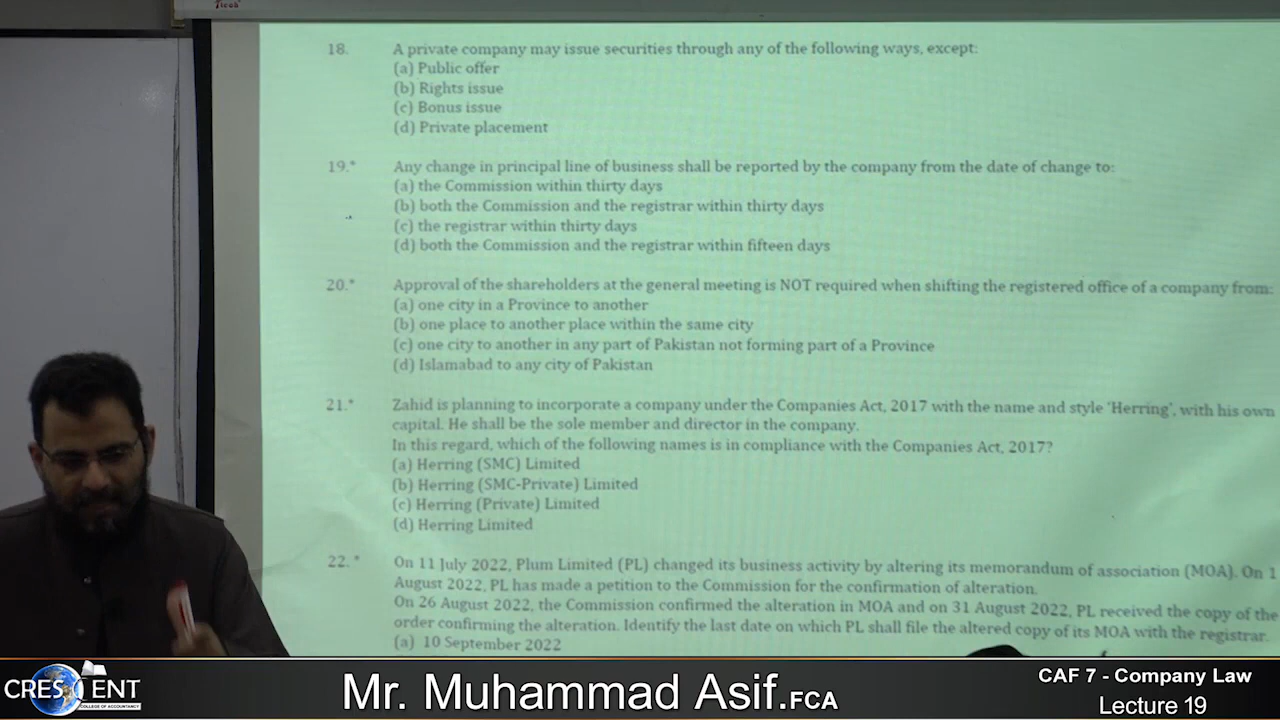 Ticoh
18. A private company may issue securities through any of the following ways, except:
(a) Public offer
(b) Rights issue
(c) Bonus issue
(d) Private placement
19.* Any change in principal line of business shall be reported by the company from the date of change to:
(a) the Commission within thirty days
(b) both the Commission and the registrar within thirty days
(c) the registrar within thirty days
(d) both the Commission and the registrar within fifteen days
20.* Approval of the shareholders at the general meeting is NOT required when shifting the registered office of a company from:
(a) one city in a Province to another
(b) one place to another place within the same city
(c) one city to another in any part of Pakistan not forming part of a Province
(d) Islamabad to any city of Pakistan
21.* Zahid is planning to incorporate a company under the Companies Act, 2017 with the name and style 'Herring', with his own
capital. He shall be the sole member and director in the company.
In this regard, which of the following names is in compliance with the Companies Act, 2017?
(a) Herring (SMC) Limited
(b) Herring (SMC-Private) Limited
(c) Herring (Private) Limited
(d) Herring Limited
22.* On 11 July 2022, Plum Limited (PL) changed its business activity by altering its memorandum of association (MOA). On 1
August 2022, PL has made a petition to the Commission for the confirmation of alteration.
On 26 August 2022, the Commission confirmed the alteration in MOA and on 31 August 2022, PL received the copy of the
order confirming the alteration. Identify the last date on which PL shall file the altered copy of its MOA with the registrar.
(a) 10 September 2022
CRESCENT
COLLEGE OF ACCOUNTANCY
Mr. Muhammad Asif.FCA
CAF 7 - Company Law
Lecture 19